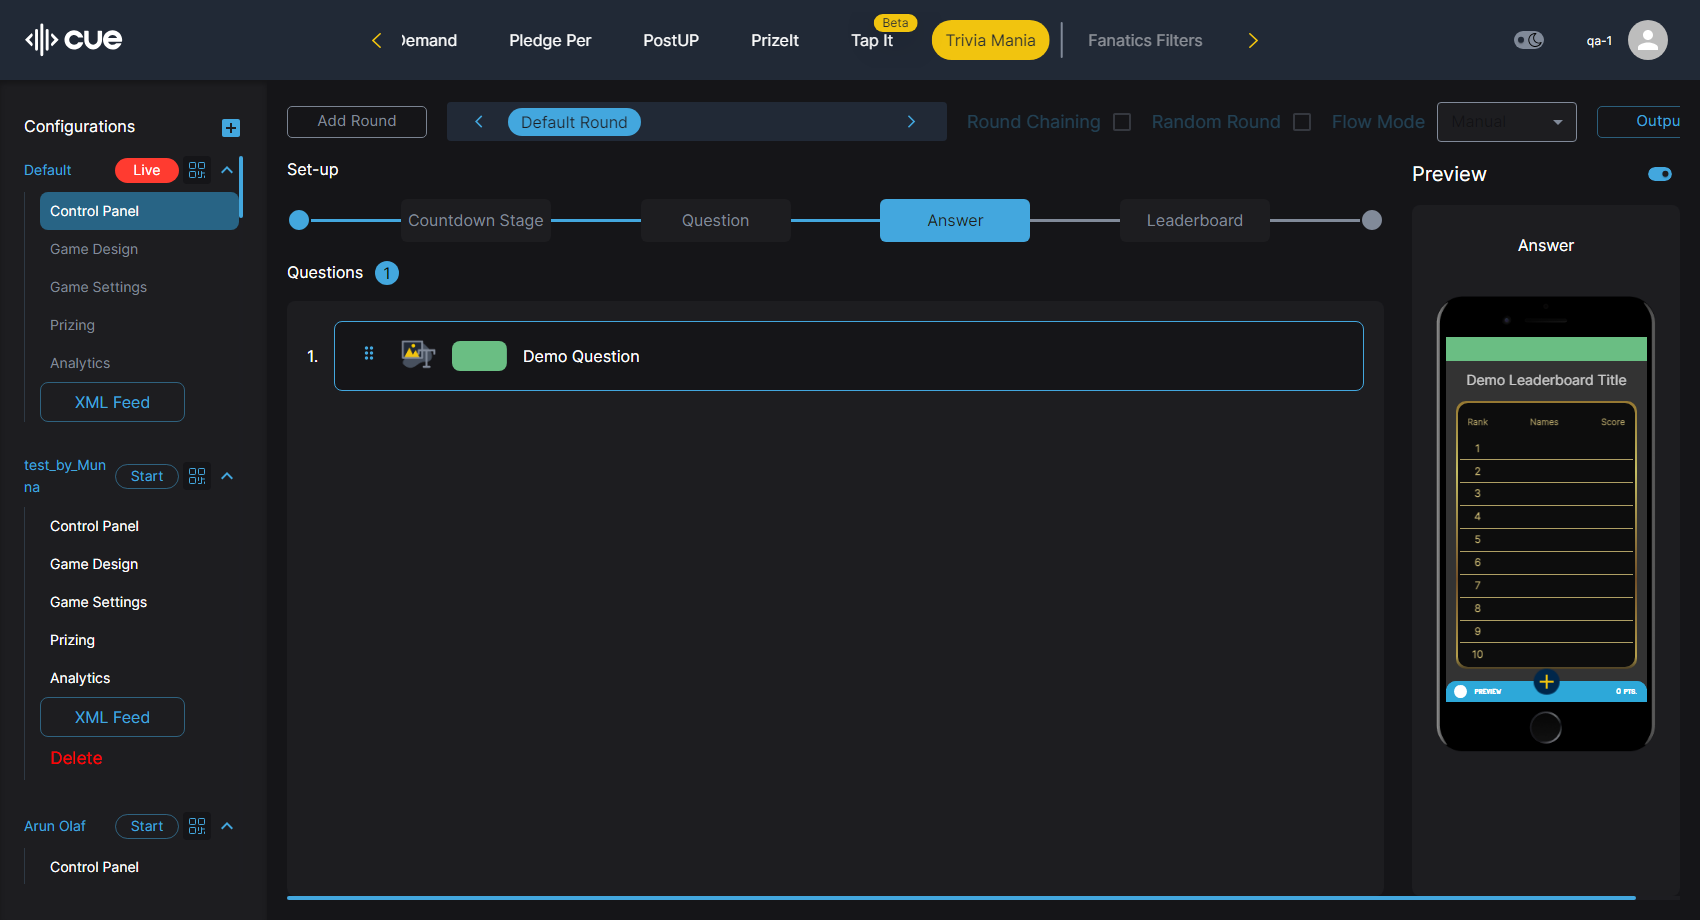 cue
Demand
Pledge Per
PostUP
PrizeIt
Tap It
Beta
Trivia Mania
Fanatics Filters
qa-1
Configurations
Default
Live
Control Panel
Game Design
Game Settings
Prizing
Analytics
XML Feed
test_by_Mun
na
Start
Control Panel
Game Design
Game Settings
Prizing
Analytics
XML Feed
Delete
Arun Olaf
Start
Control Panel
Add Round
Default Round
Round Chaining
Random Round
Flow Mode
Manual
Outpu
Set-up
Countdown Stage
Question
Answer
Leaderboard
Questions 1
1.
Demo Question
Preview
Answer
Demo Leaderboard Title
Rank Names Score
1
2
3
4
5
6
7
8
9
10
PREVIEW
0 PTS.